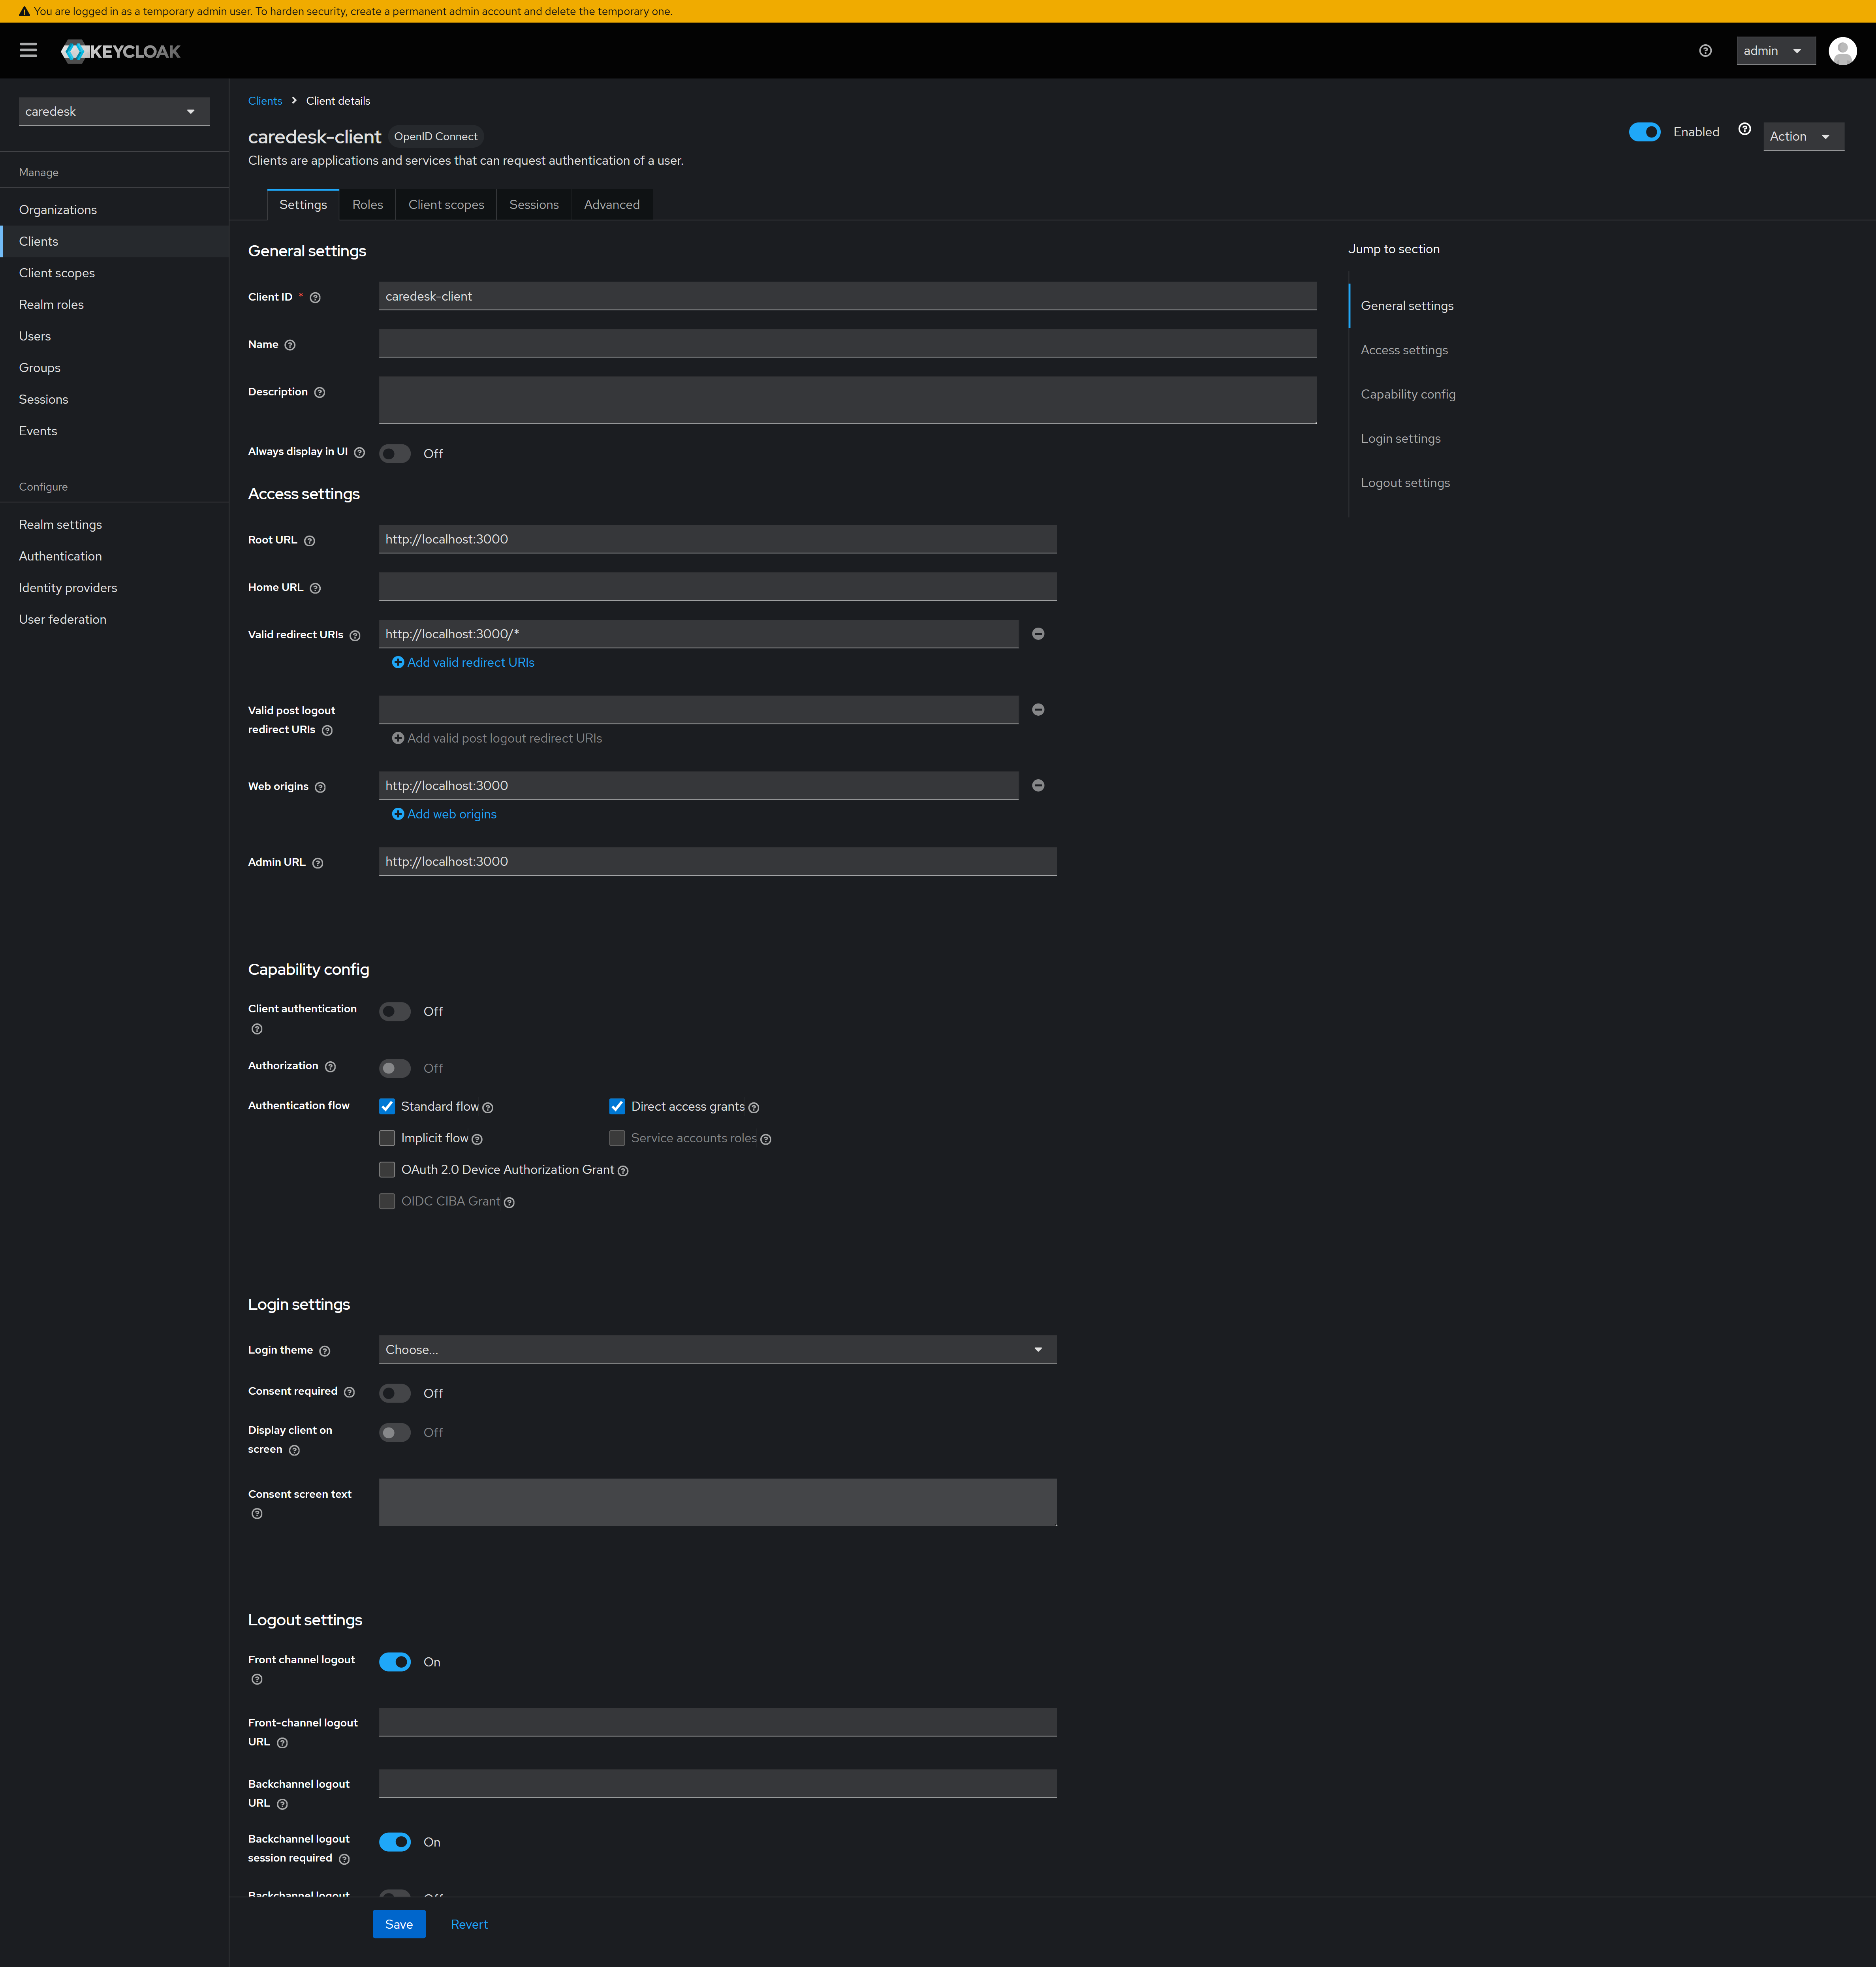 You are logged in as a temporary admin user. To harden security, create a permanent admin account and delete the temporary one.
KEYCLOAK
admin
caredesk
Manage
Organizations
Clients
Client scopes
Realm roles
Users
Groups
Sessions
Events
Configure
Realm settings
Authentication
Identity providers
User federation
Clients > Client details
caredesk-client OpenID Connect
Enabled
Action
Clients are applications and services that can request authentication of a user.
Settings Roles Client scopes Sessions Advanced
Jump to section
General settings
Access settings
Capability config
Login settings
Logout settings
General settings
Client ID * caredesk-client
Name
Description
Always display in UI Off
Access settings
Root URL http://localhost:3000
Home URL
Valid redirect URIs http://localhost:3000/*
Add valid redirect URIs
Valid post logout
redirect URIs
Add valid post logout redirect URIs
Web origins http://localhost:3000
Add web origins
Admin URL http://localhost:3000
Capability config
Client authentication Off
Authorization Off
Authentication flow Standard flow Direct access grants
Implicit flow Service accounts roles
OAuth 2.0 Device Authorization Grant
OIDC CIBA Grant
Login settings
Login theme Choose...
Consent required Off
Display client on
screen Off
Consent screen text
Logout settings
Front channel logout On
Front-channel logout
URL
Backchannel logout
URL
Backchannel logout
session required On
Backchannel logout Off
Save Revert